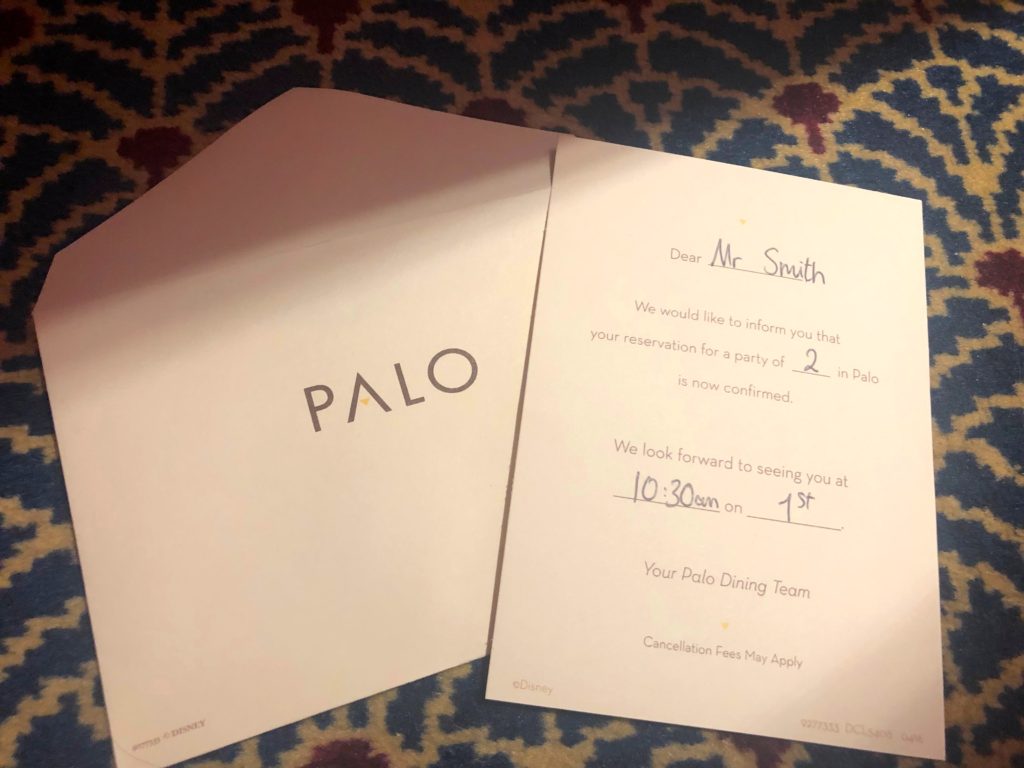 PALO
©DISNEY
Dear Mr Smith
We would like to inform you that
your reservation for a party of 2 in Palo
is now confirmed.
We look forward to seeing you at
10:30am on 1st.
Your Palo Dining Team
Cancellation Fees May Apply
©Disney
9277353 DCL5408